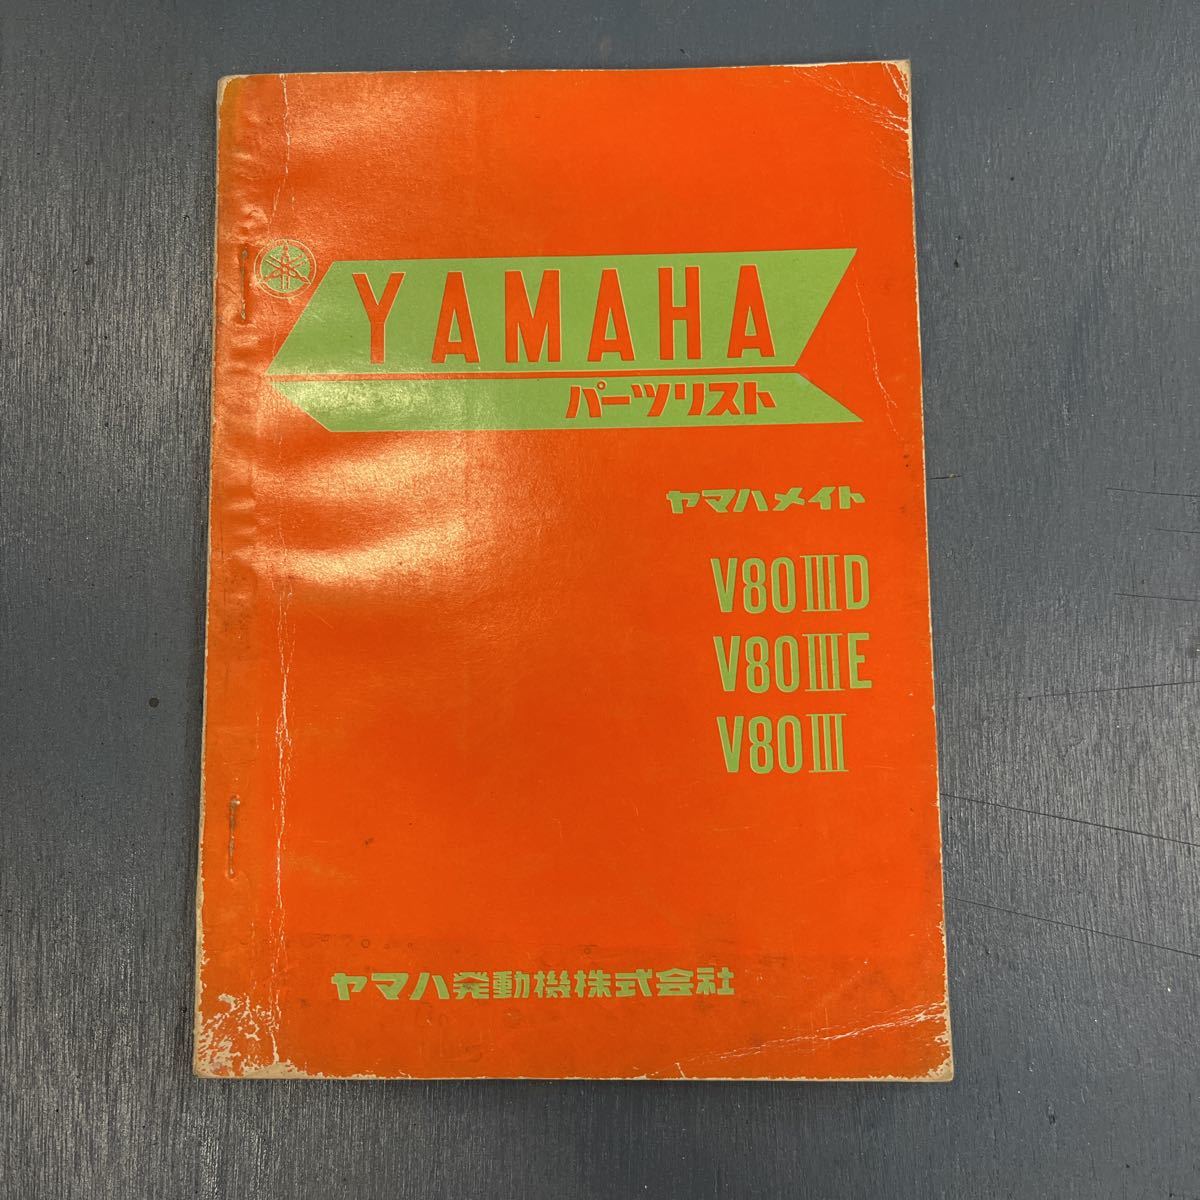 YAMAHA
パーツリスト
ヤマハメイト
V80ⅢD
V80ⅢE
V80Ⅲ
ヤマハ発動機株式会社